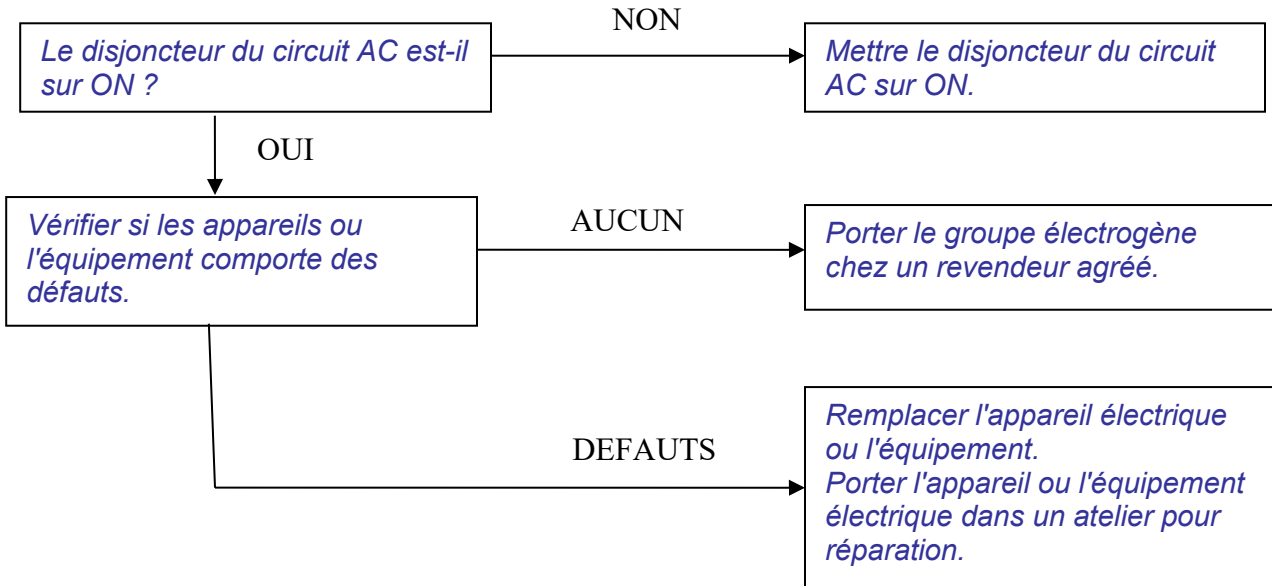 NON
Le disjoncteur du circuit AC est-il
sur ON ?
Mettre le disjoncteur du circuit
AC sur ON.
OUI
Vérifier si les appareils ou
l'équipement comporte des
défauts.
AUCUN
Porter le groupe électrogène
chez un revendeur agréé.
DEFAUTS
Remplacer l'appareil électrique
ou l'équipement.
Porter l'appareil ou l'équipement
électrique dans un atelier pour
réparation.